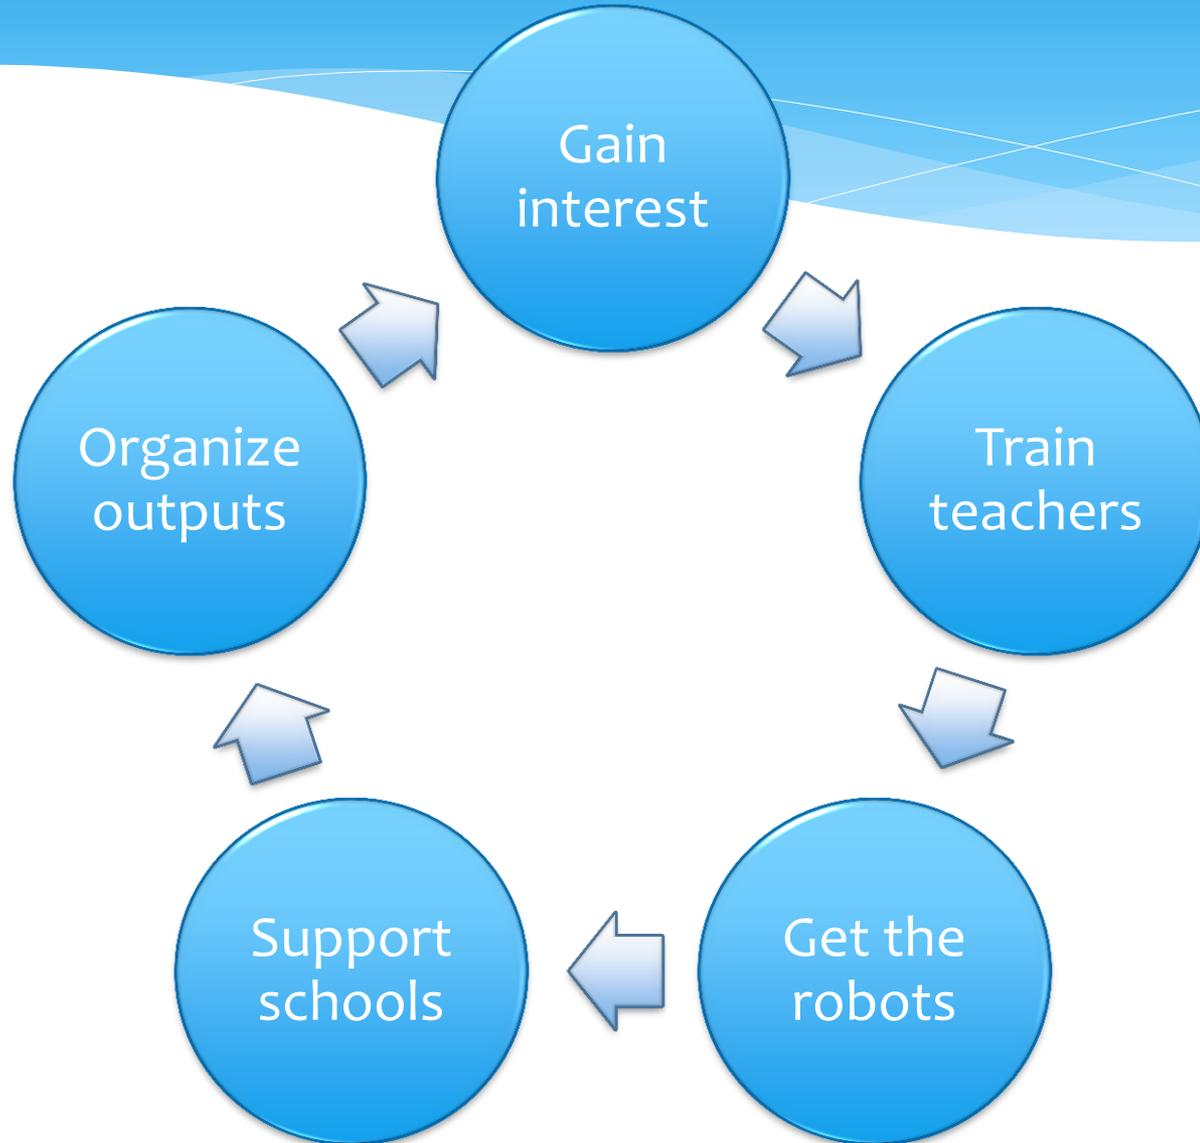 Gain
interest
Train
teachers
Get the
robots
Support
schools
Organize
outputs